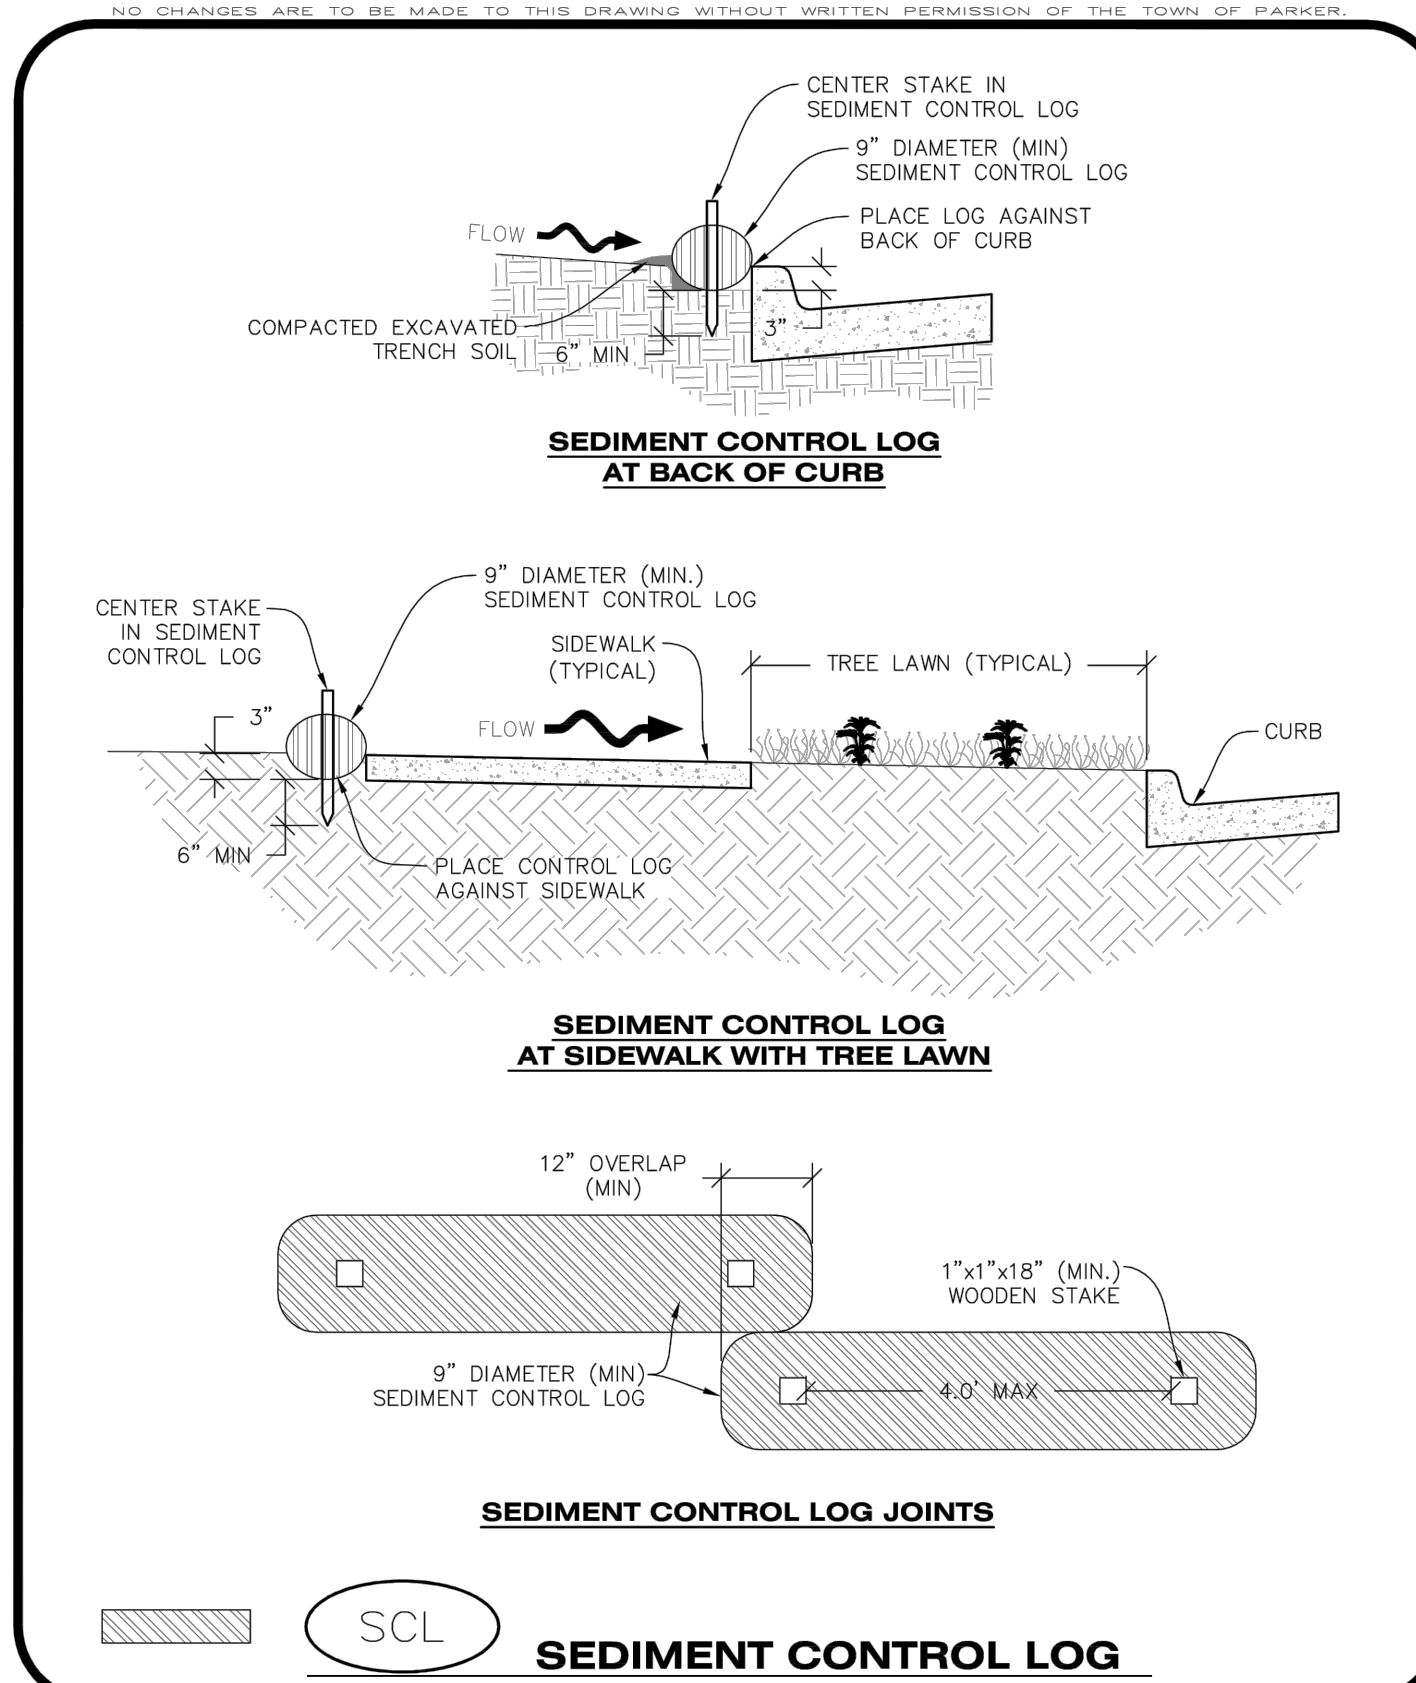 NO CHANGES ARE TO BE MADE TO THIS DRAWING WITHOUT WRITTEN PERMISSION OF THE TOWN OF PARKER.
CENTER STAKE IN
SEDIMENT CONTROL LOG
9” DIAMETER (MIN)
SEDIMENT CONTROL LOG
PLACE LOG AGAINST
BACK OF CURB
FLOW
COMPACTED EXCAVATED
TRENCH SOIL
6” MIN
3”
SEDIMENT CONTROL LOG
AT BACK OF CURB
9” DIAMETER (MIN.)
SEDIMENT CONTROL LOG
CENTER STAKE
IN SEDIMENT
CONTROL LOG
SIDEWALK
(TYPICAL)
TREE LAWN (TYPICAL)
3”
FLOW
CURB
6” MIN
PLACE CONTROL LOG
AGAINST SIDEWALK
SEDIMENT CONTROL LOG
AT SIDEWALK WITH TREE LAWN
12” OVERLAP
(MIN)
1”x1”x18” (MIN.)
WOODEN STAKE
9” DIAMETER (MIN)
SEDIMENT CONTROL LOG
4.0’ MAX
SEDIMENT CONTROL LOG JOINTS
SCL
SEDIMENT CONTROL LOG